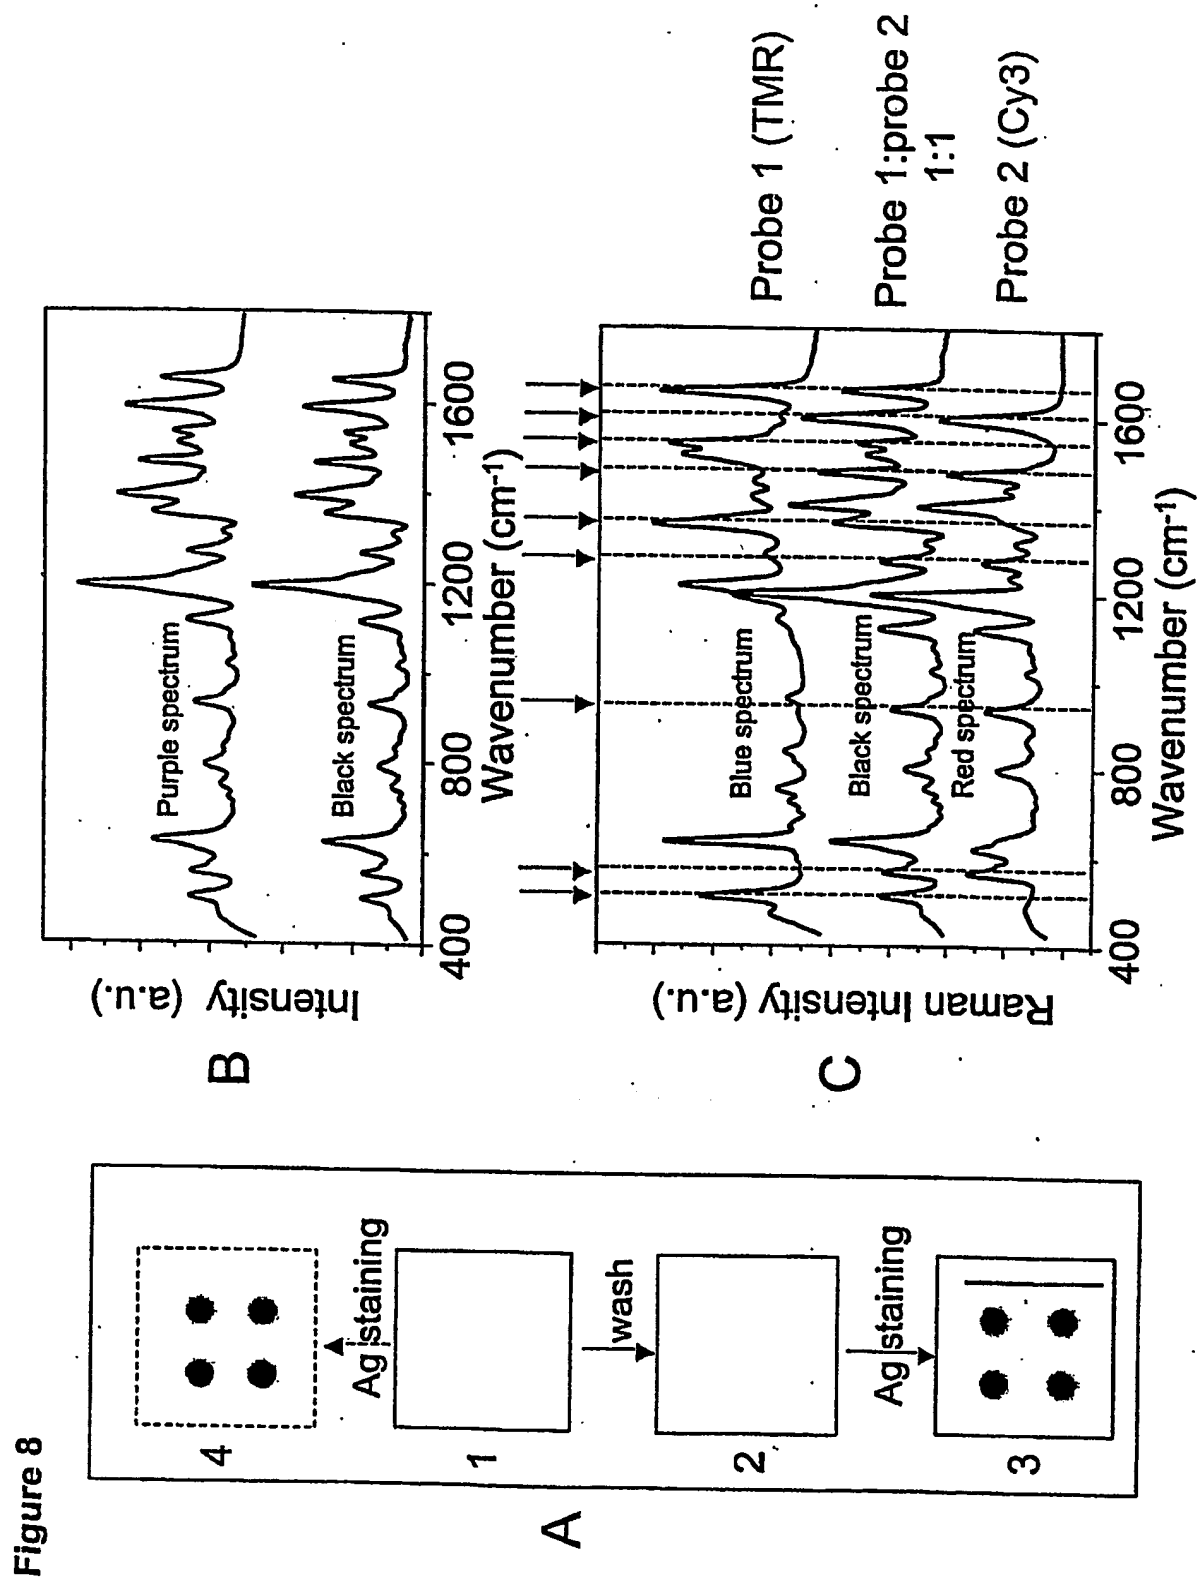 Figure 8
A
4
Ag staining
1
wash
2
Ag staining
3
B
Intensity (a.u.)
Purple spectrum
Black spectrum
400
800
1200
1600
Wavenumber (cm-1)
C
Raman Intensity (a.u.)
Blue spectrum
Black spectrum
Red spectrum
Probe 1 (TMR)
Probe 1:probe 2
1:1
Probe 2 (Cy3)
400
800
1200
1600
Wavenumber (cm-1)